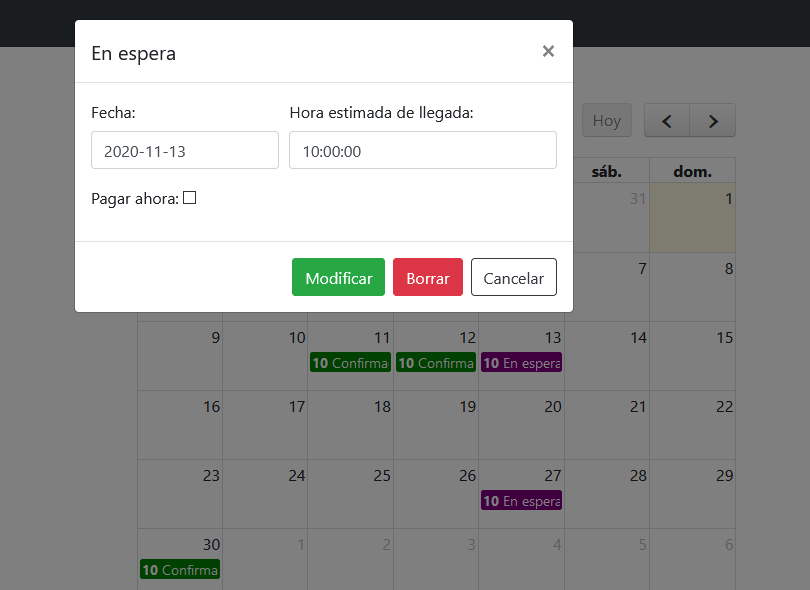 En espera ×
Fecha: Hora estimada de llegada:
2020-11-13 10:00:00
Pagar ahora:
Modificar Borrar Cancelar
Hoy
sáb. dom.
31 1
7 8
9 10 11 12 13 14 15
10 Confirma 10 Confirma 10 En espera
16 17 18 19 20 21 22
23 24 25 26 27 28 29
10 En espera
30 1 2 3 4 5 6
10 Confirma